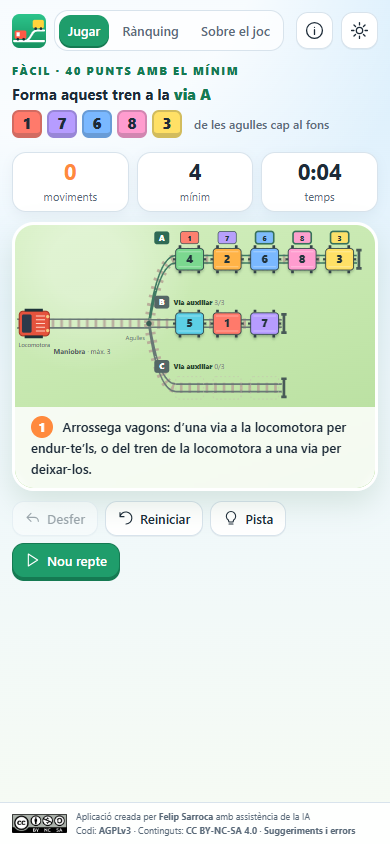 Jugar Rànquing Sobre el joc
FÀCIL · 40 PUNTS AMB EL MÍNIM
Forma aquest tren a la via A
1 7 6 8 3 de les agulles cap al fons
0 4 0:04
moviments mínim temps
A 1 7 6 8 3
4 2 6 8 3
B Via auxiliar 3/3
5 1 7
Locomotora Agulles
Maniobra · màx. 3
C Via auxiliar 0/3
1 Arrossega vagons: d'una via a la locomotora per
endur-te'ls, o del tren de la locomotora a una via per
deixar-los.
Desfer Reiniciar Pista
Nou repte
Aplicació creada per Felip Sarroca amb assistència de la IA
Codi: AGPLv3 · Continguts: CC BY-NC-SA 4.0 · Suggeriments i errors
CC BY NC SA